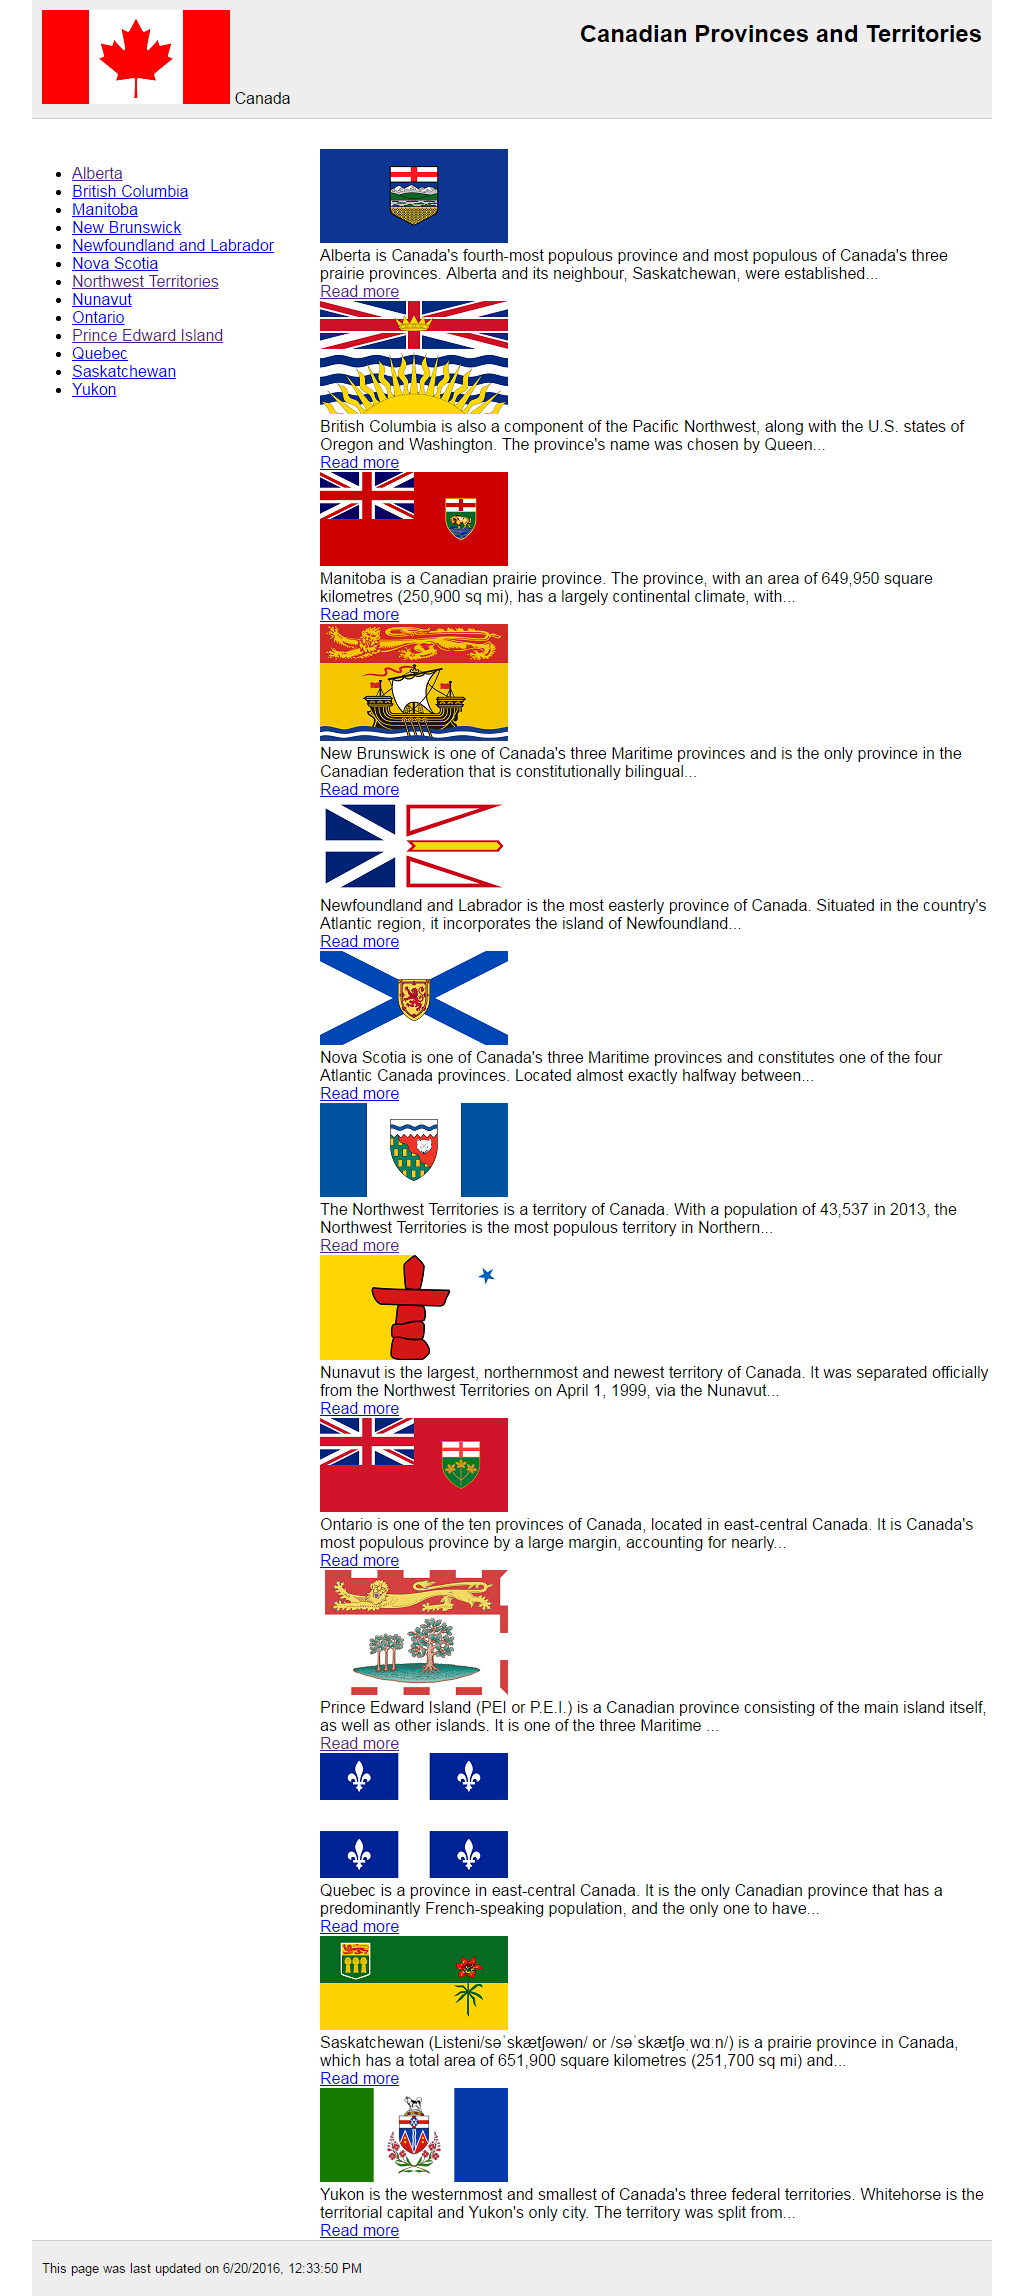 Canada
Canadian Provinces and Territories
Alberta
British Columbia
Manitoba
New Brunswick
Newfoundland and Labrador
Nova Scotia
Northwest Territories
Nunavut
Ontario
Prince Edward Island
Quebec
Saskatchewan
Yukon
Alberta is Canada's fourth-most populous province and most populous of Canada's three
prairie provinces. Alberta and its neighbour, Saskatchewan, were established...
Read more
British Columbia is also a component of the Pacific Northwest, along with the U.S. states of
Oregon and Washington. The province's name was chosen by Queen...
Read more
Manitoba is a Canadian prairie province. The province, with an area of 649,950 square
kilometres (250,900 sq mi), has a largely continental climate, with...
Read more
New Brunswick is one of Canada's three Maritime provinces and is the only province in the
Canadian federation that is constitutionally bilingual...
Read more
Newfoundland and Labrador is the most easterly province of Canada. Situated in the country's
Atlantic region, it incorporates the island of Newfoundland...
Read more
Nova Scotia is one of Canada's three Maritime provinces and constitutes one of the four
Atlantic Canada provinces. Located almost exactly halfway between...
Read more
The Northwest Territories is a territory of Canada. With a population of 43,537 in 2013, the
Northwest Territories is the most populous territory in Northern...
Read more
Nunavut is the largest, northernmost and newest territory of Canada. It was separated officially
from the Northwest Territories on April 1, 1999, via the Nunavut...
Read more
Ontario is one of the ten provinces of Canada, located in east-central Canada. It is Canada's
most populous province by a large margin, accounting for nearly...
Read more
Prince Edward Island (PEI or P.E.I.) is a Canadian province consisting of the main island itself,
as well as other islands. It is one of the three Maritime ...
Read more
Quebec is a province in east-central Canada. It is the only Canadian province that has a
predominantly French-speaking population, and the only one to have...
Read more
Saskatchewan (Listeni/səˈskætʃəwən/ or /səˈskætʃəˌwɑːn/) is a prairie province in Canada,
which has a total area of 651,900 square kilometres (251,700 sq mi) and...
Read more
Yukon is the westernmost and smallest of Canada's three federal territories. Whitehorse is the
territorial capital and Yukon's only city. The territory was split from...
Read more
This page was last updated on 6/20/2016, 12:33:50 PM